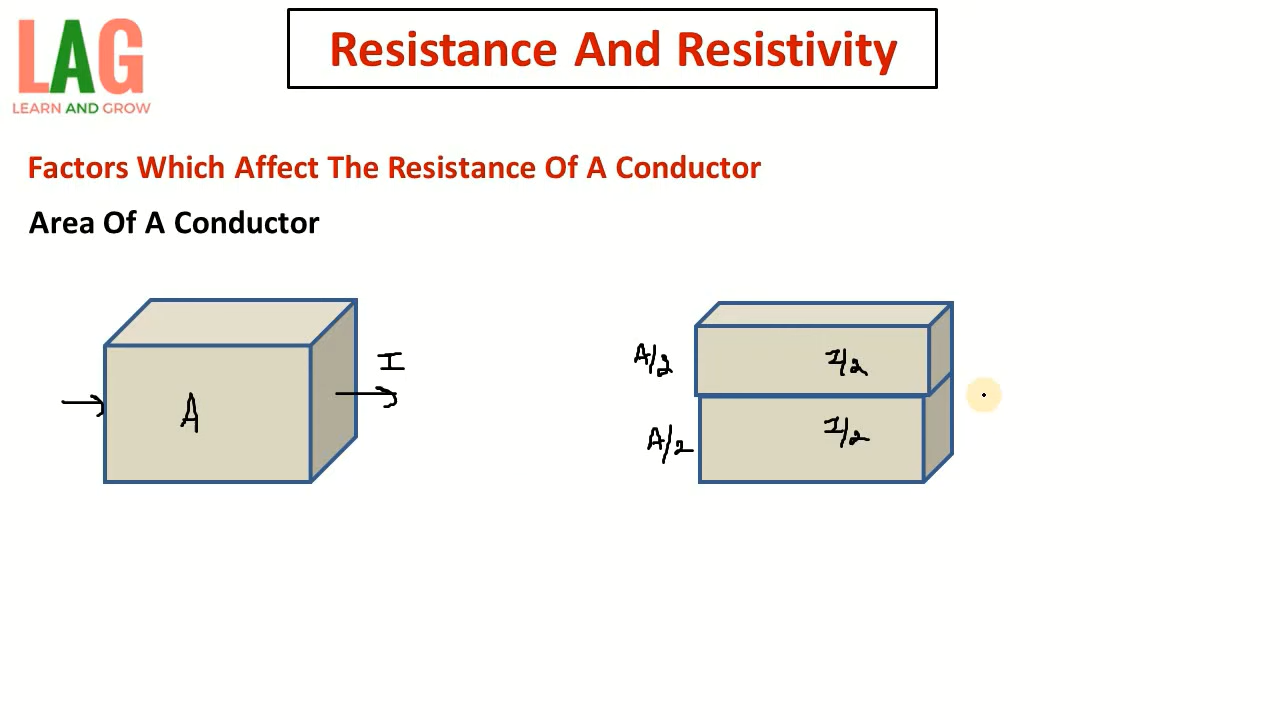 LAG
LEARN AND GROW
Resistance And Resistivity
Factors Which Affect The Resistance Of A Conductor
Area Of A Conductor
A
I
A/2
I/2
A/2
I/2